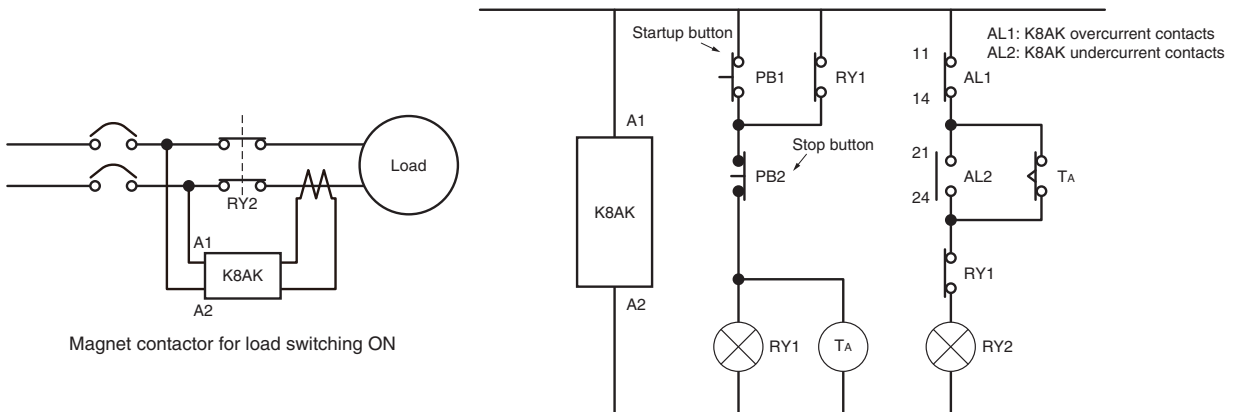 Load
RY2
A1
K8AK
A2
Magnet contactor for load switching ON
Startup button
PB1
RY1
Stop button
PB2
A1
K8AK
A2
RY1
TA
AL1: K8AK overcurrent contacts
AL2: K8AK undercurrent contacts
11
AL1
14
21
AL2
24
TA
RY1
RY2